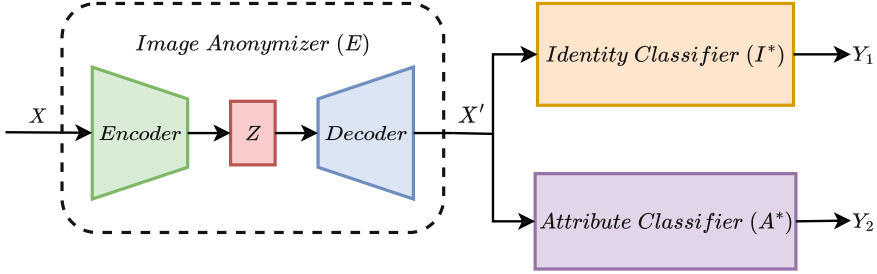 Image Anonymizer (E)
X
Encoder
Z
Decoder
X′
Identity Classifier (I*)
Y₁
Attribute Classifier (A*)
Y₂